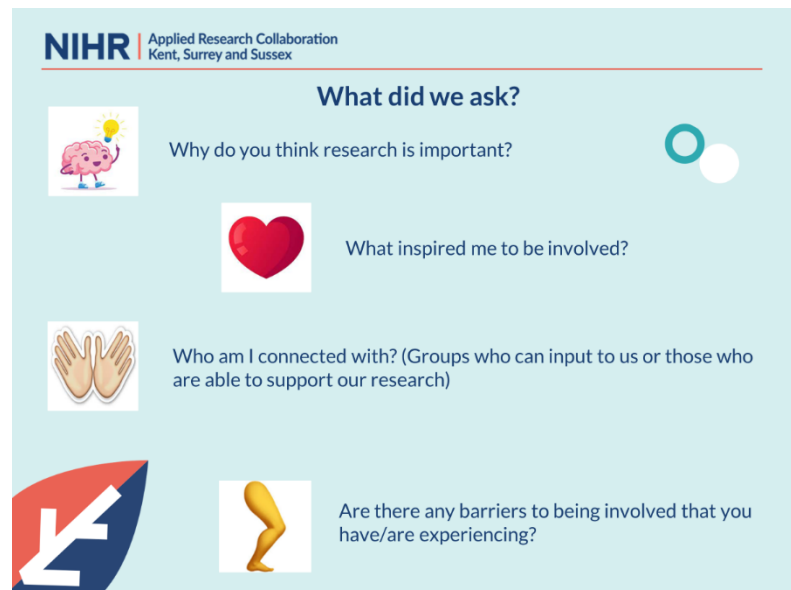 NIHR
Applied Research Collaboration
Kent, Surrey and Sussex
What did we ask?
Why do you think research is important?
What inspired me to be involved?
Who am I connected with? (Groups who can input to us or those who
are able to support our research)
Are there any barriers to being involved that you
have/are experiencing?